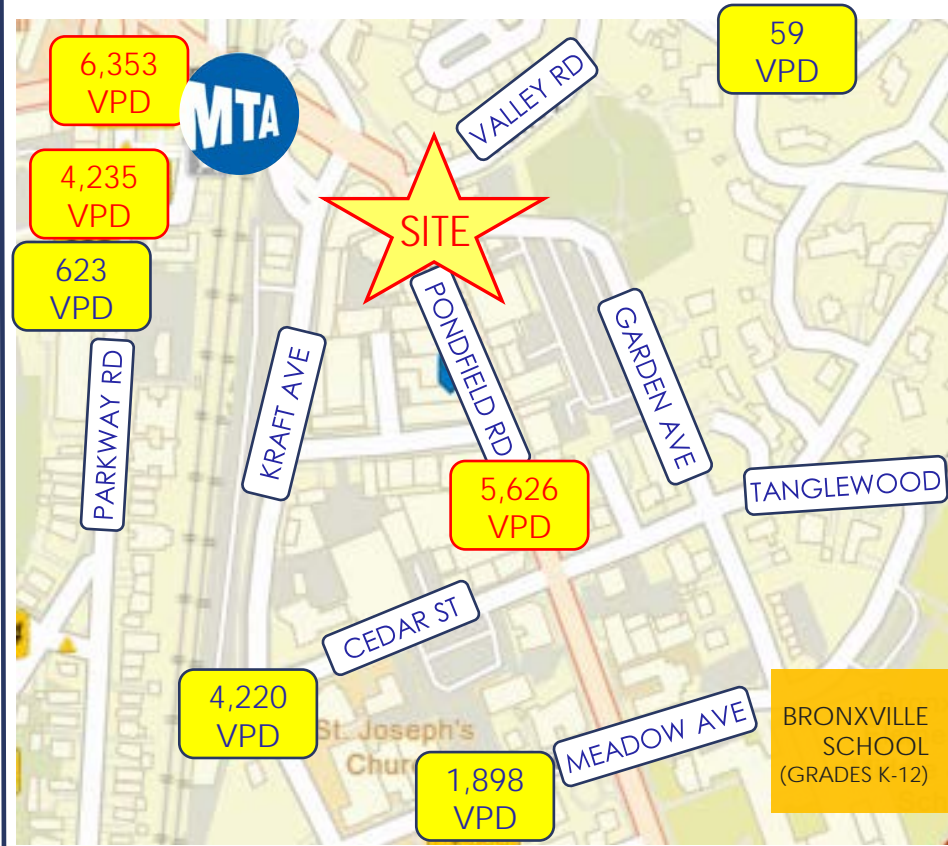 6,353
VPD
MTA
59
VPD
VALLEY RD
4,235
VPD
SITE
623
VPD
PONDFIELD RD
GARDEN AVE
KRAFT AVE
PARKWAY RD
5,626
VPD
TANGLEWOOD
CEDAR ST
4,220
VPD
St. Joseph's
Chur
MEADOW AVE
BRONXVILLE
SCHOOL
(GRADES K-12)
1,898
VPD